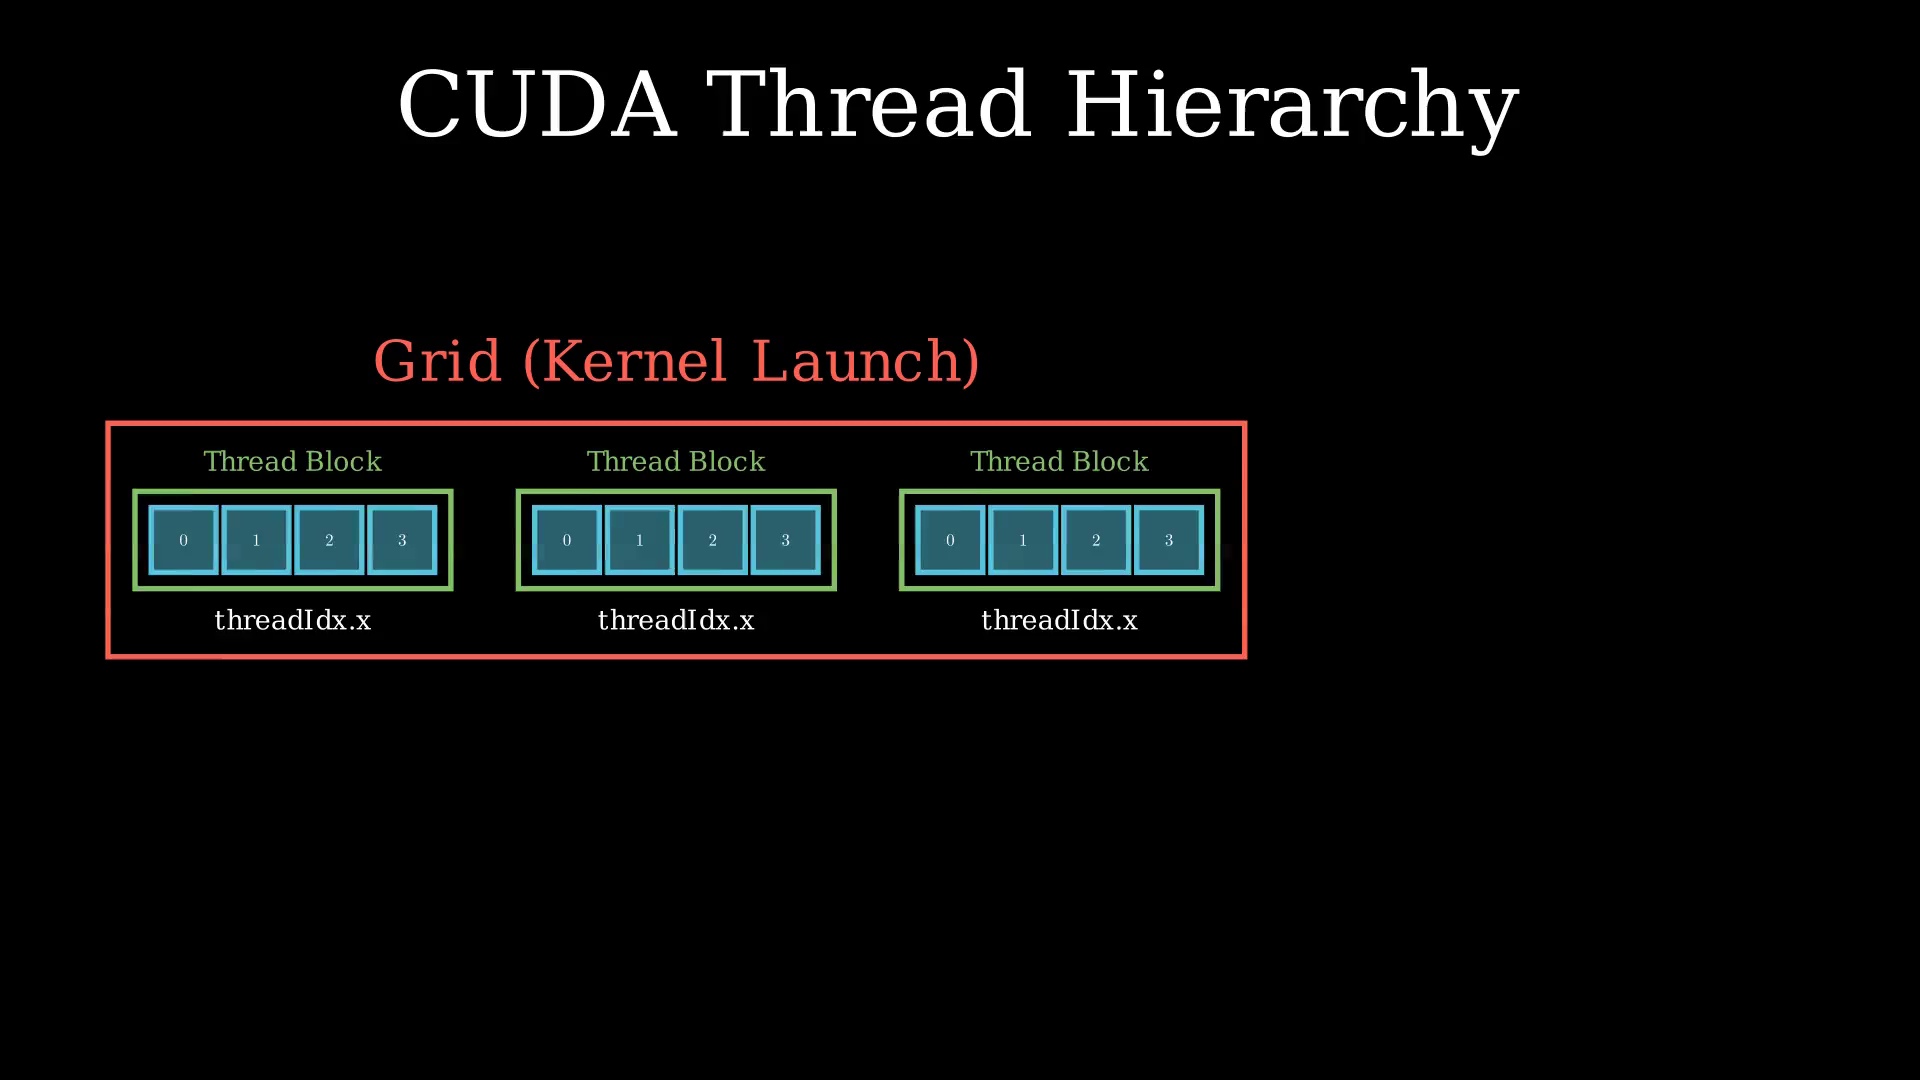 CUDA Thread Hierarchy
Grid (Kernel Launch)
Thread Block Thread Block Thread Block
0 1 2 3 0 1 2 3 0 1 2 3
threadIdx.x threadIdx.x threadIdx.x